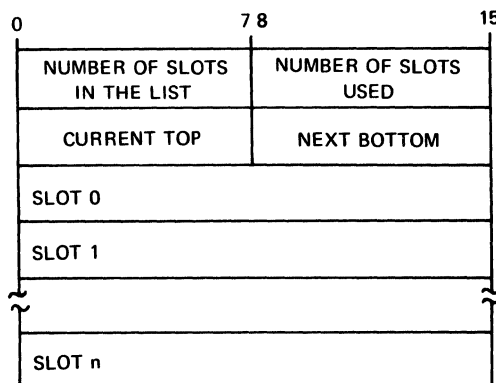 0 7 8 15
NUMBER OF SLOTS
IN THE LIST
NUMBER OF SLOTS
USED
CURRENT TOP
NEXT BOTTOM
SLOT 0
SLOT 1
SLOT n